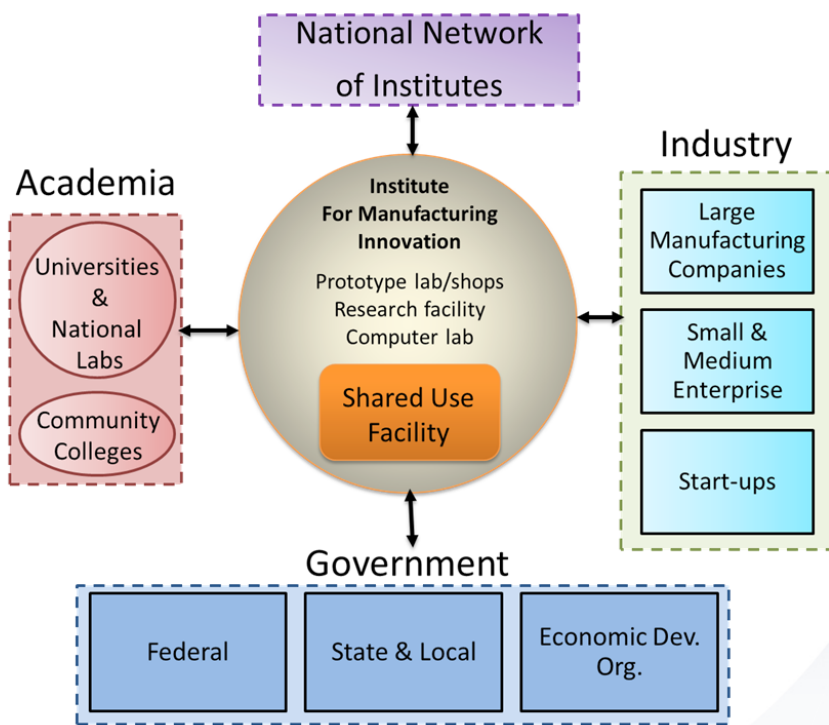 National Network
of Institutes
Academia
Universities
&
National
Labs
Community
Colleges
Institute
For Manufacturing
Innovation
Prototype lab/shops
Research facility
Computer lab
Shared Use
Facility
Industry
Large
Manufacturing
Companies
Small &
Medium
Enterprise
Start-ups
Government
Federal
State & Local
Economic Dev.
Org.